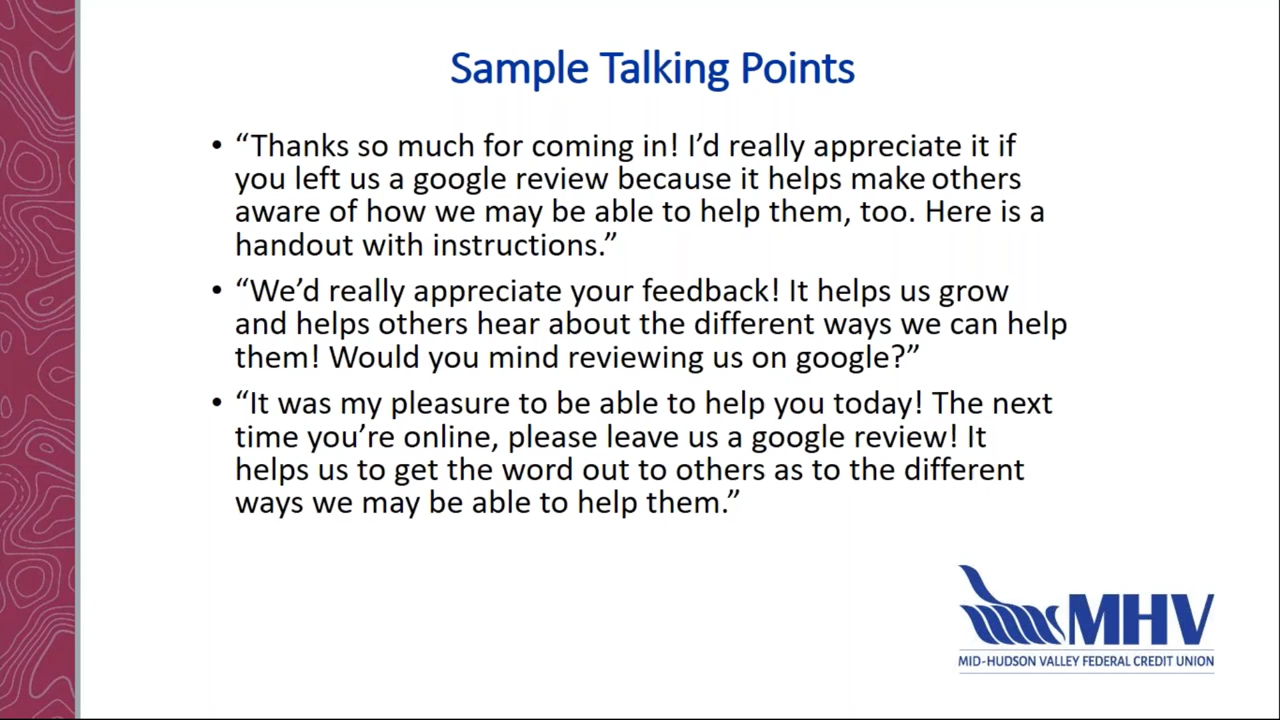 Sample Talking Points
• “Thanks so much for coming in! I’d really appreciate it if
you left us a google review because it helps make others
aware of how we may be able to help them, too. Here is a
handout with instructions.”
• “We’d really appreciate your feedback! It helps us grow
and helps others hear about the different ways we can help
them! Would you mind reviewing us on google?”
• “It was my pleasure to be able to help you today! The next
time you’re online, please leave us a google review! It
helps us to get the word out to others as to the different
ways we may be able to help them.”
MHV
MID-HUDSON VALLEY FEDERAL CREDIT UNION